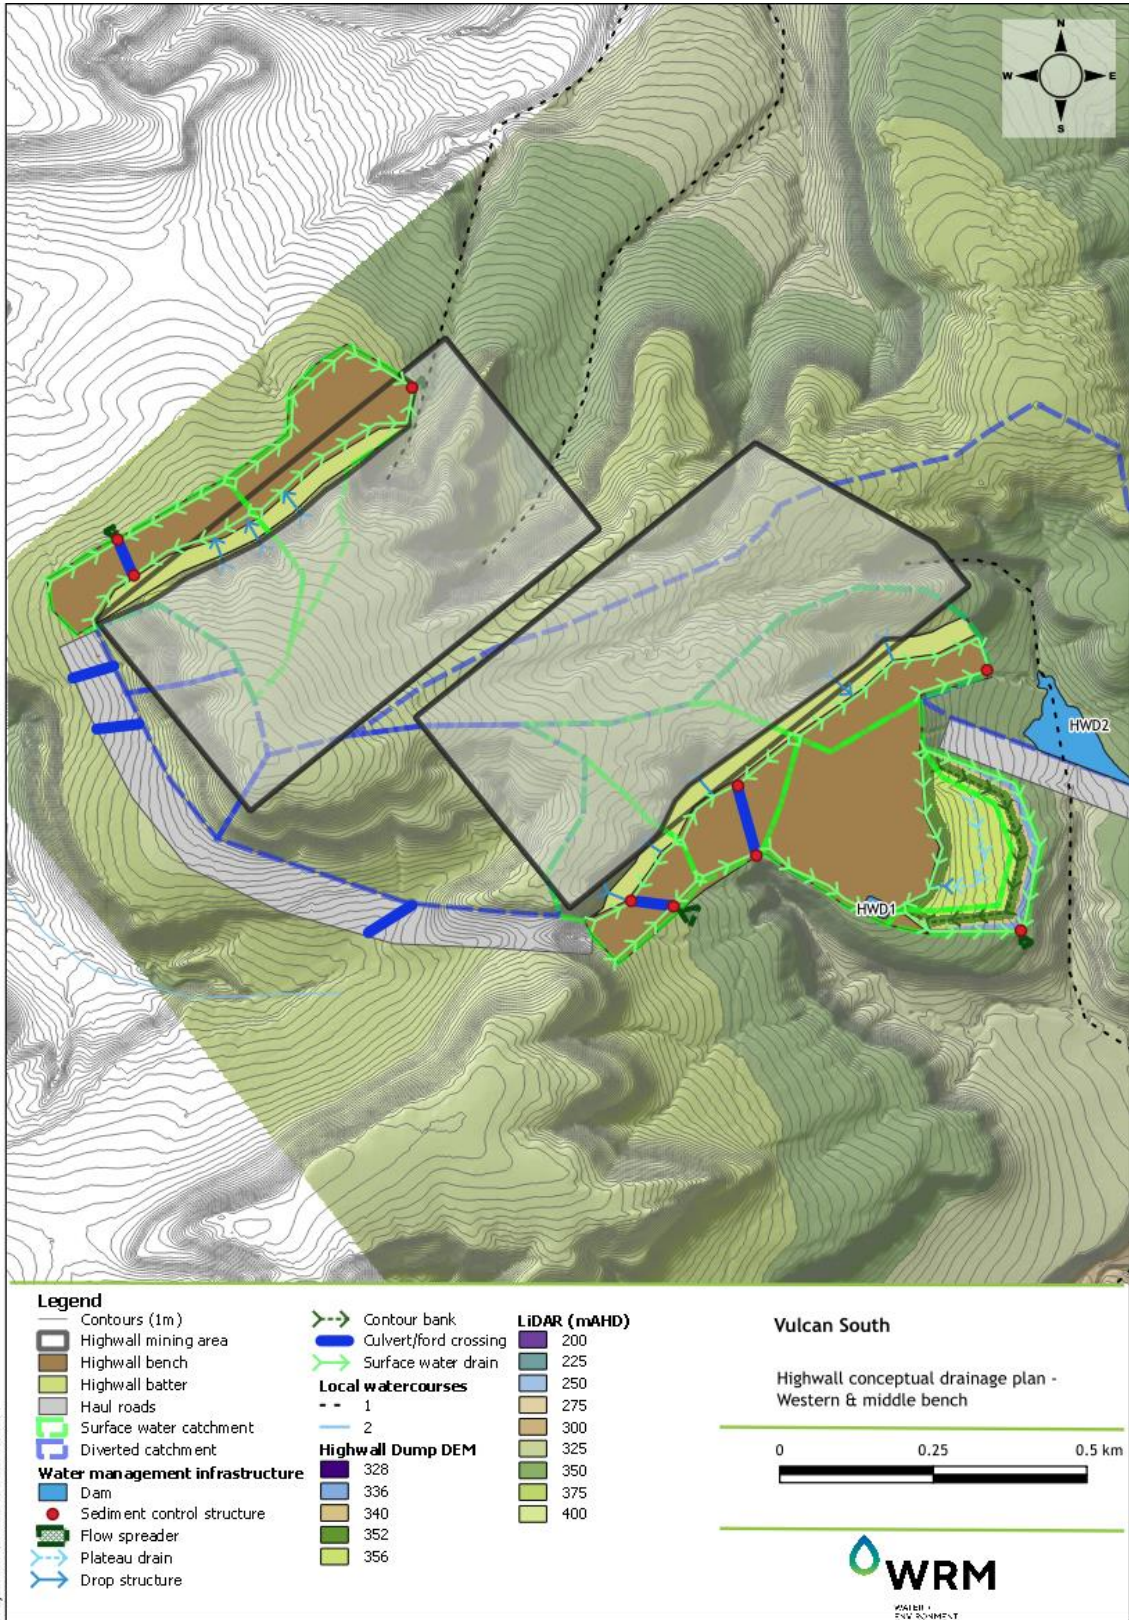 N
W
E
S
HWD2
HWD1
Legend
Contours (1m)
Highwall mining area
Highwall bench
Highwall batter
Haul roads
Surface water catchment
Diverted catchment
Water management infrastructure
Dam
Sediment control structure
Flow spreader
Plateau drain
Drop structure
Contour bank
Culvert/ford crossing
Surface water drain
Local watercourses
1
2
Highwall Dump DEM
328
336
340
352
356
LiDAR (mAHD)
200
225
250
275
300
325
350
375
400
Vulcan South
Highwall conceptual drainage plan -
Western & middle bench
0 0.25 0.5 km
WRM
WATER +
ENVIRONMENT